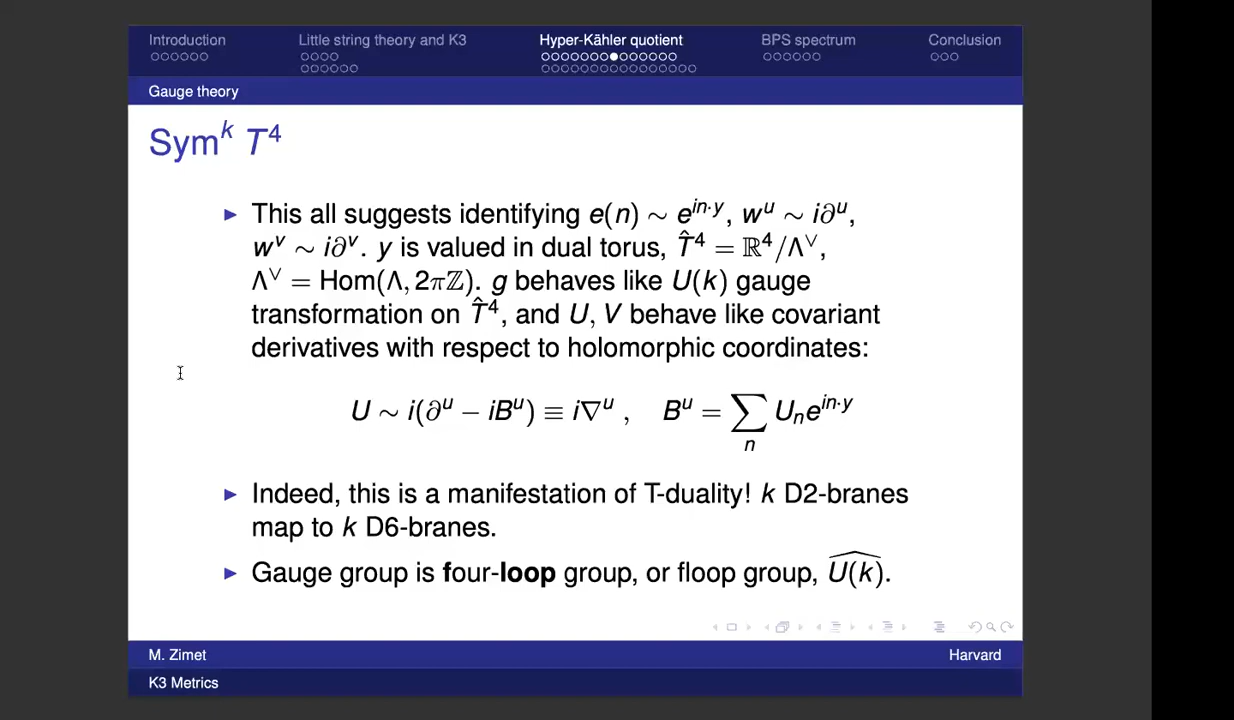 Introduction Little string theory and K3 Hyper-Kähler quotient BPS spectrum Conclusion
Gauge theory
Sym^k T^4
▶ This all suggests identifying e(n) ∼ e^{in·y}, w^u ∼ i∂^u,
w^v ∼ i∂^v. y is valued in dual torus, T̂^4 = ℝ^4/Λ^∨,
Λ^∨ = Hom(Λ, 2πℤ). g behaves like U(k) gauge
transformation on T̂^4, and U, V behave like covariant
derivatives with respect to holomorphic coordinates:
U ∼ i(∂^u − iB^u) ≡ i∇^u , B^u = ∑_n U_n e^{in·y}
▶ Indeed, this is a manifestation of T-duality! k D2-branes
map to k D6-branes.
▶ Gauge group is four-loop group, or floop group, \widehat{U(k)}.
M. Zimet Harvard
K3 Metrics